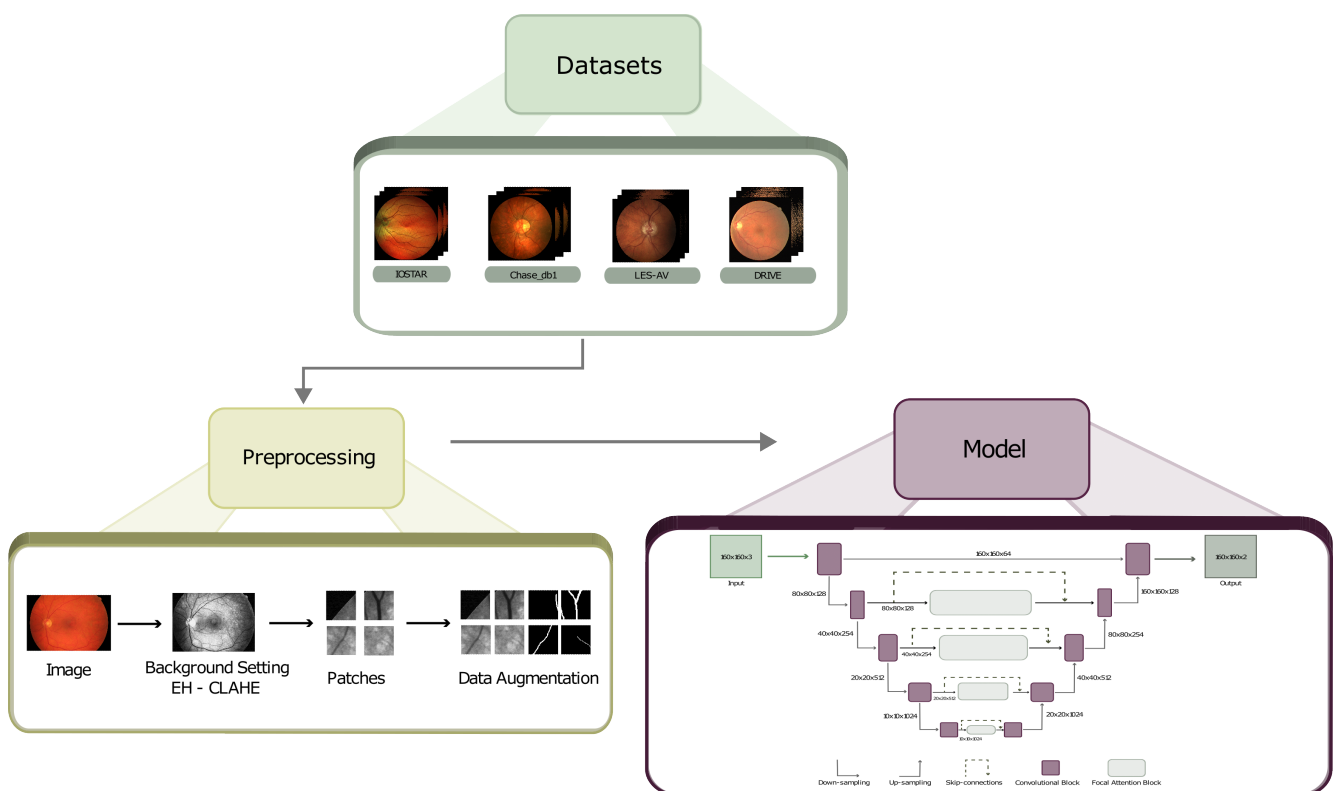 Datasets
IOSTAR
Chase_db1
LES-AV
DRIVE
Preprocessing
Image
Background Setting
EH - CLAHE
Patches
Data Augmentation
Model
160x160x3
Input
160x160x64
160x160x2
Output
80x80x128
80x80x128
160x160x128
40x40x254
40x40x254
80x80x254
20x20x512
20x20x512
40x40x512
10x10x1024
10x10x1024
20x20x1024
Down-sampling
Up-sampling
Skip-connections
Convolutional Block
Focal Attention Block